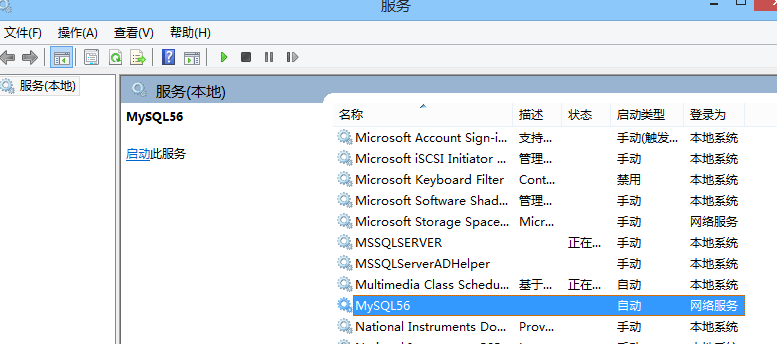 服务
文件(F) 操作(A) 查看(V) 帮助(H)
服务(本地)
服务(本地)
MySQL56
启动此服务
名称 描述 状态 启动类型 登录为
Microsoft Account Sign-i... 支持... 手动(触发... 本地系统
Microsoft iSCSI Initiator ... 管理... 手动 本地系统
Microsoft Keyboard Filter Cont... 禁用 本地系统
Microsoft Software Shad... 管理... 手动 本地系统
Microsoft Storage Space... Micr... 手动 网络服务
MSSQLSERVER 正在... 手动 本地系统
MSSQLServerADHelper 手动 本地系统
Multimedia Class Schedu... 基于... 正在... 自动 本地系统
MySQL56 自动 网络服务
National Instruments Do... Prov... 手动 本地系统